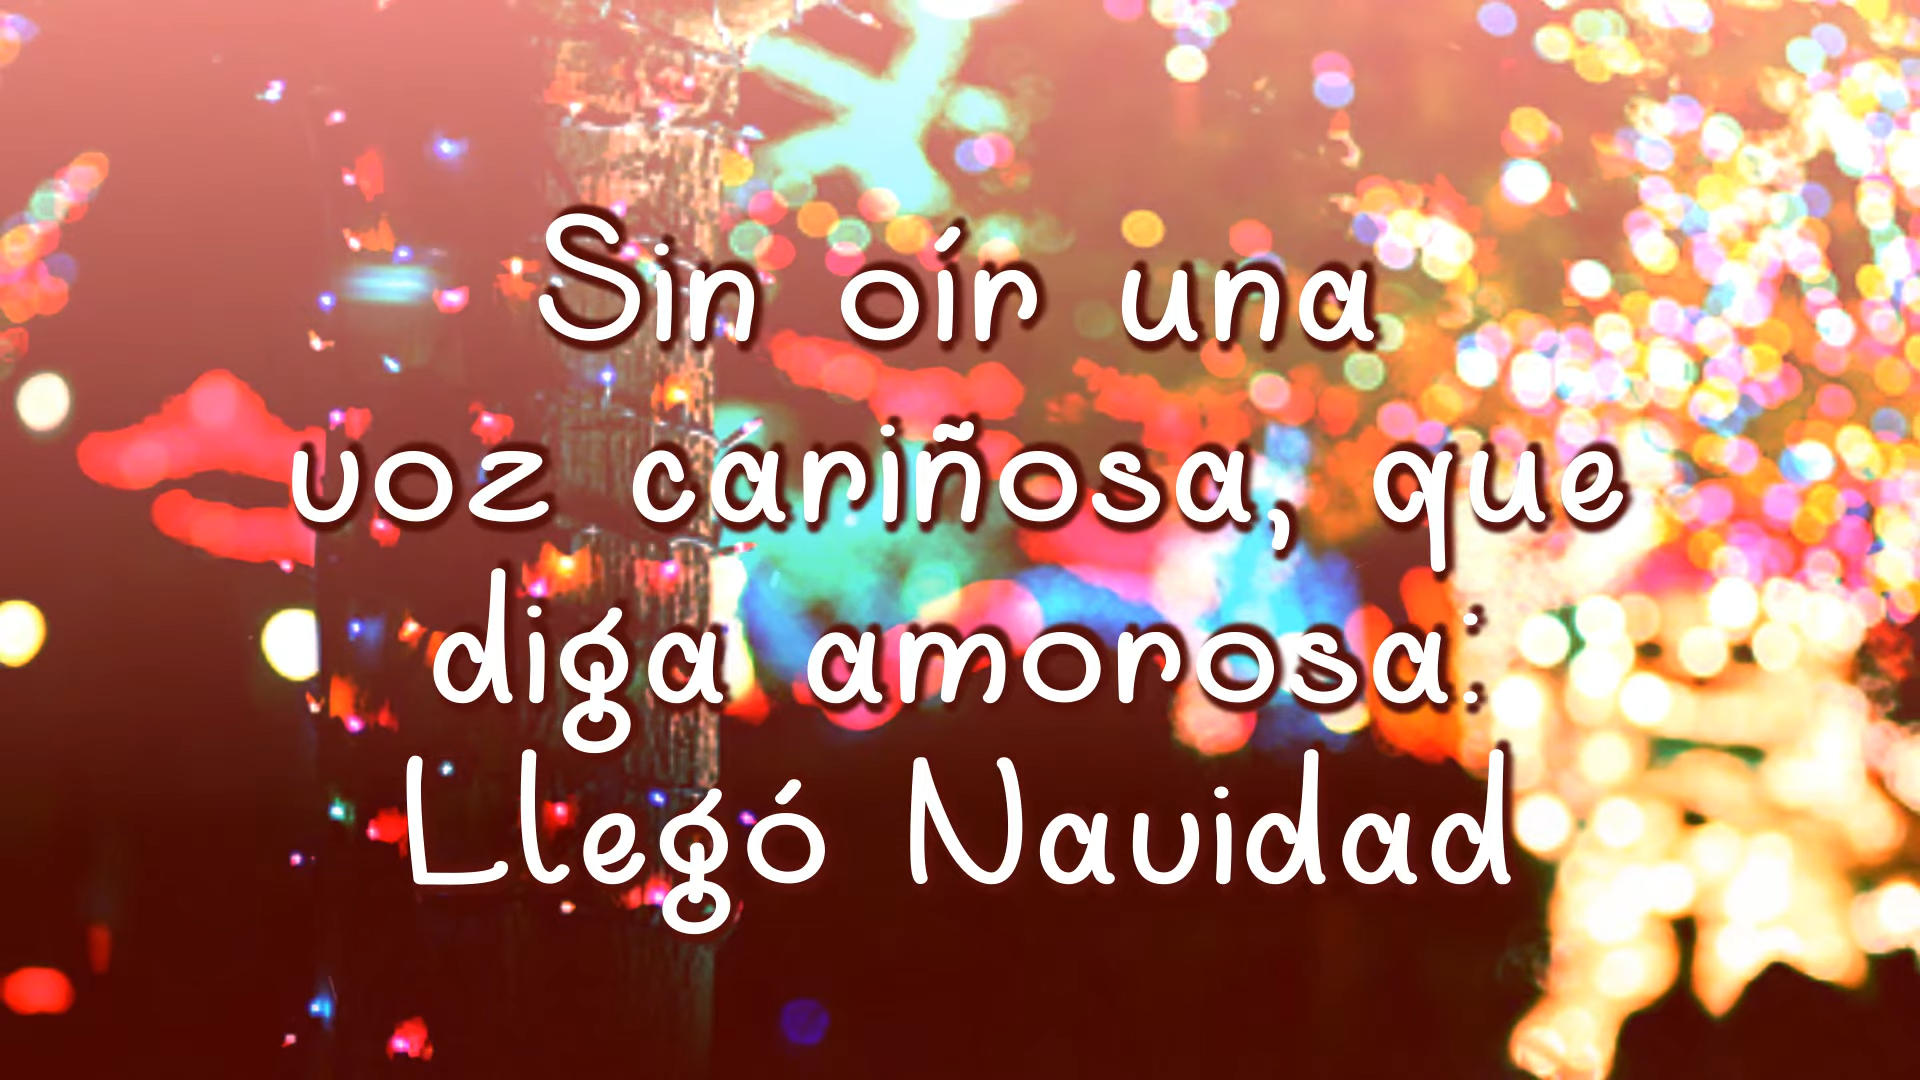 Sin oír una
voz cariñosa, que
diga amorosa:
Llegó Navidad